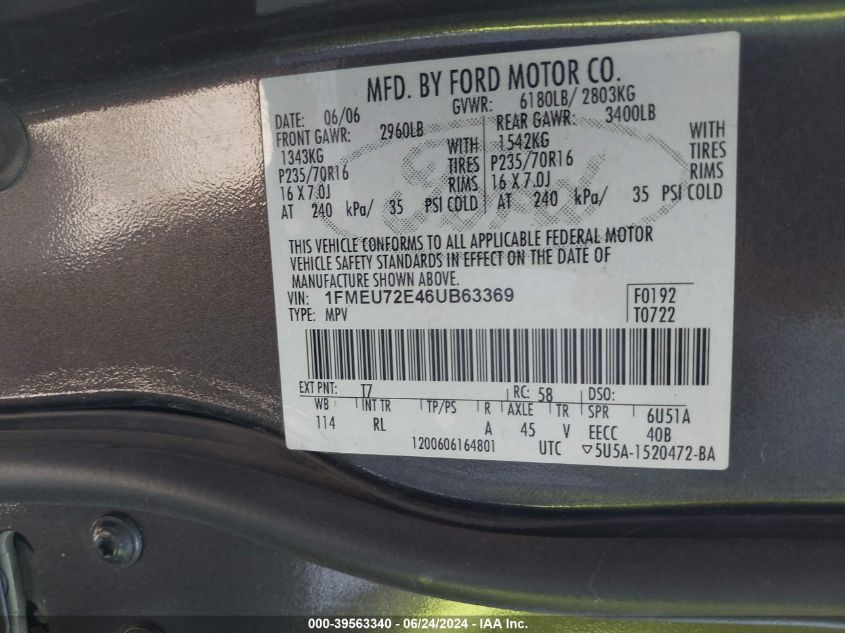 MFD. BY FORD MOTOR CO.
DATE: 06/06 GVWR: 6180LB/ 2803KG
FRONT GAWR: 2960LB REAR GAWR: 3400LB
1343KG WITH 1542KG WITH
P235/70R16 TIRES P235/70R16 TIRES
16 X 7.0J RIMS 16 X 7.0J RIMS
AT 240 kPa/ 35 PSI COLD AT 240 kPa/ 35 PSI COLD
THIS VEHICLE CONFORMS TO ALL APPLICABLE FEDERAL MOTOR
VEHICLE SAFETY STANDARDS IN EFFECT ON THE DATE OF
MANUFACTURE SHOWN ABOVE.
VIN: 1FMEU72E46UB63369 F0192
TYPE: MPV T0722
EXT PNT: T7 RC: 58 DSO:
WB INT TR TP/PS R AXLE TR SPR 6U51A
114 RL A 45 V EECC 40B
1200606164801 UTC ▽5U5A-1520472-BA
000-39563340 - 06/24/2024 - IAA Inc.